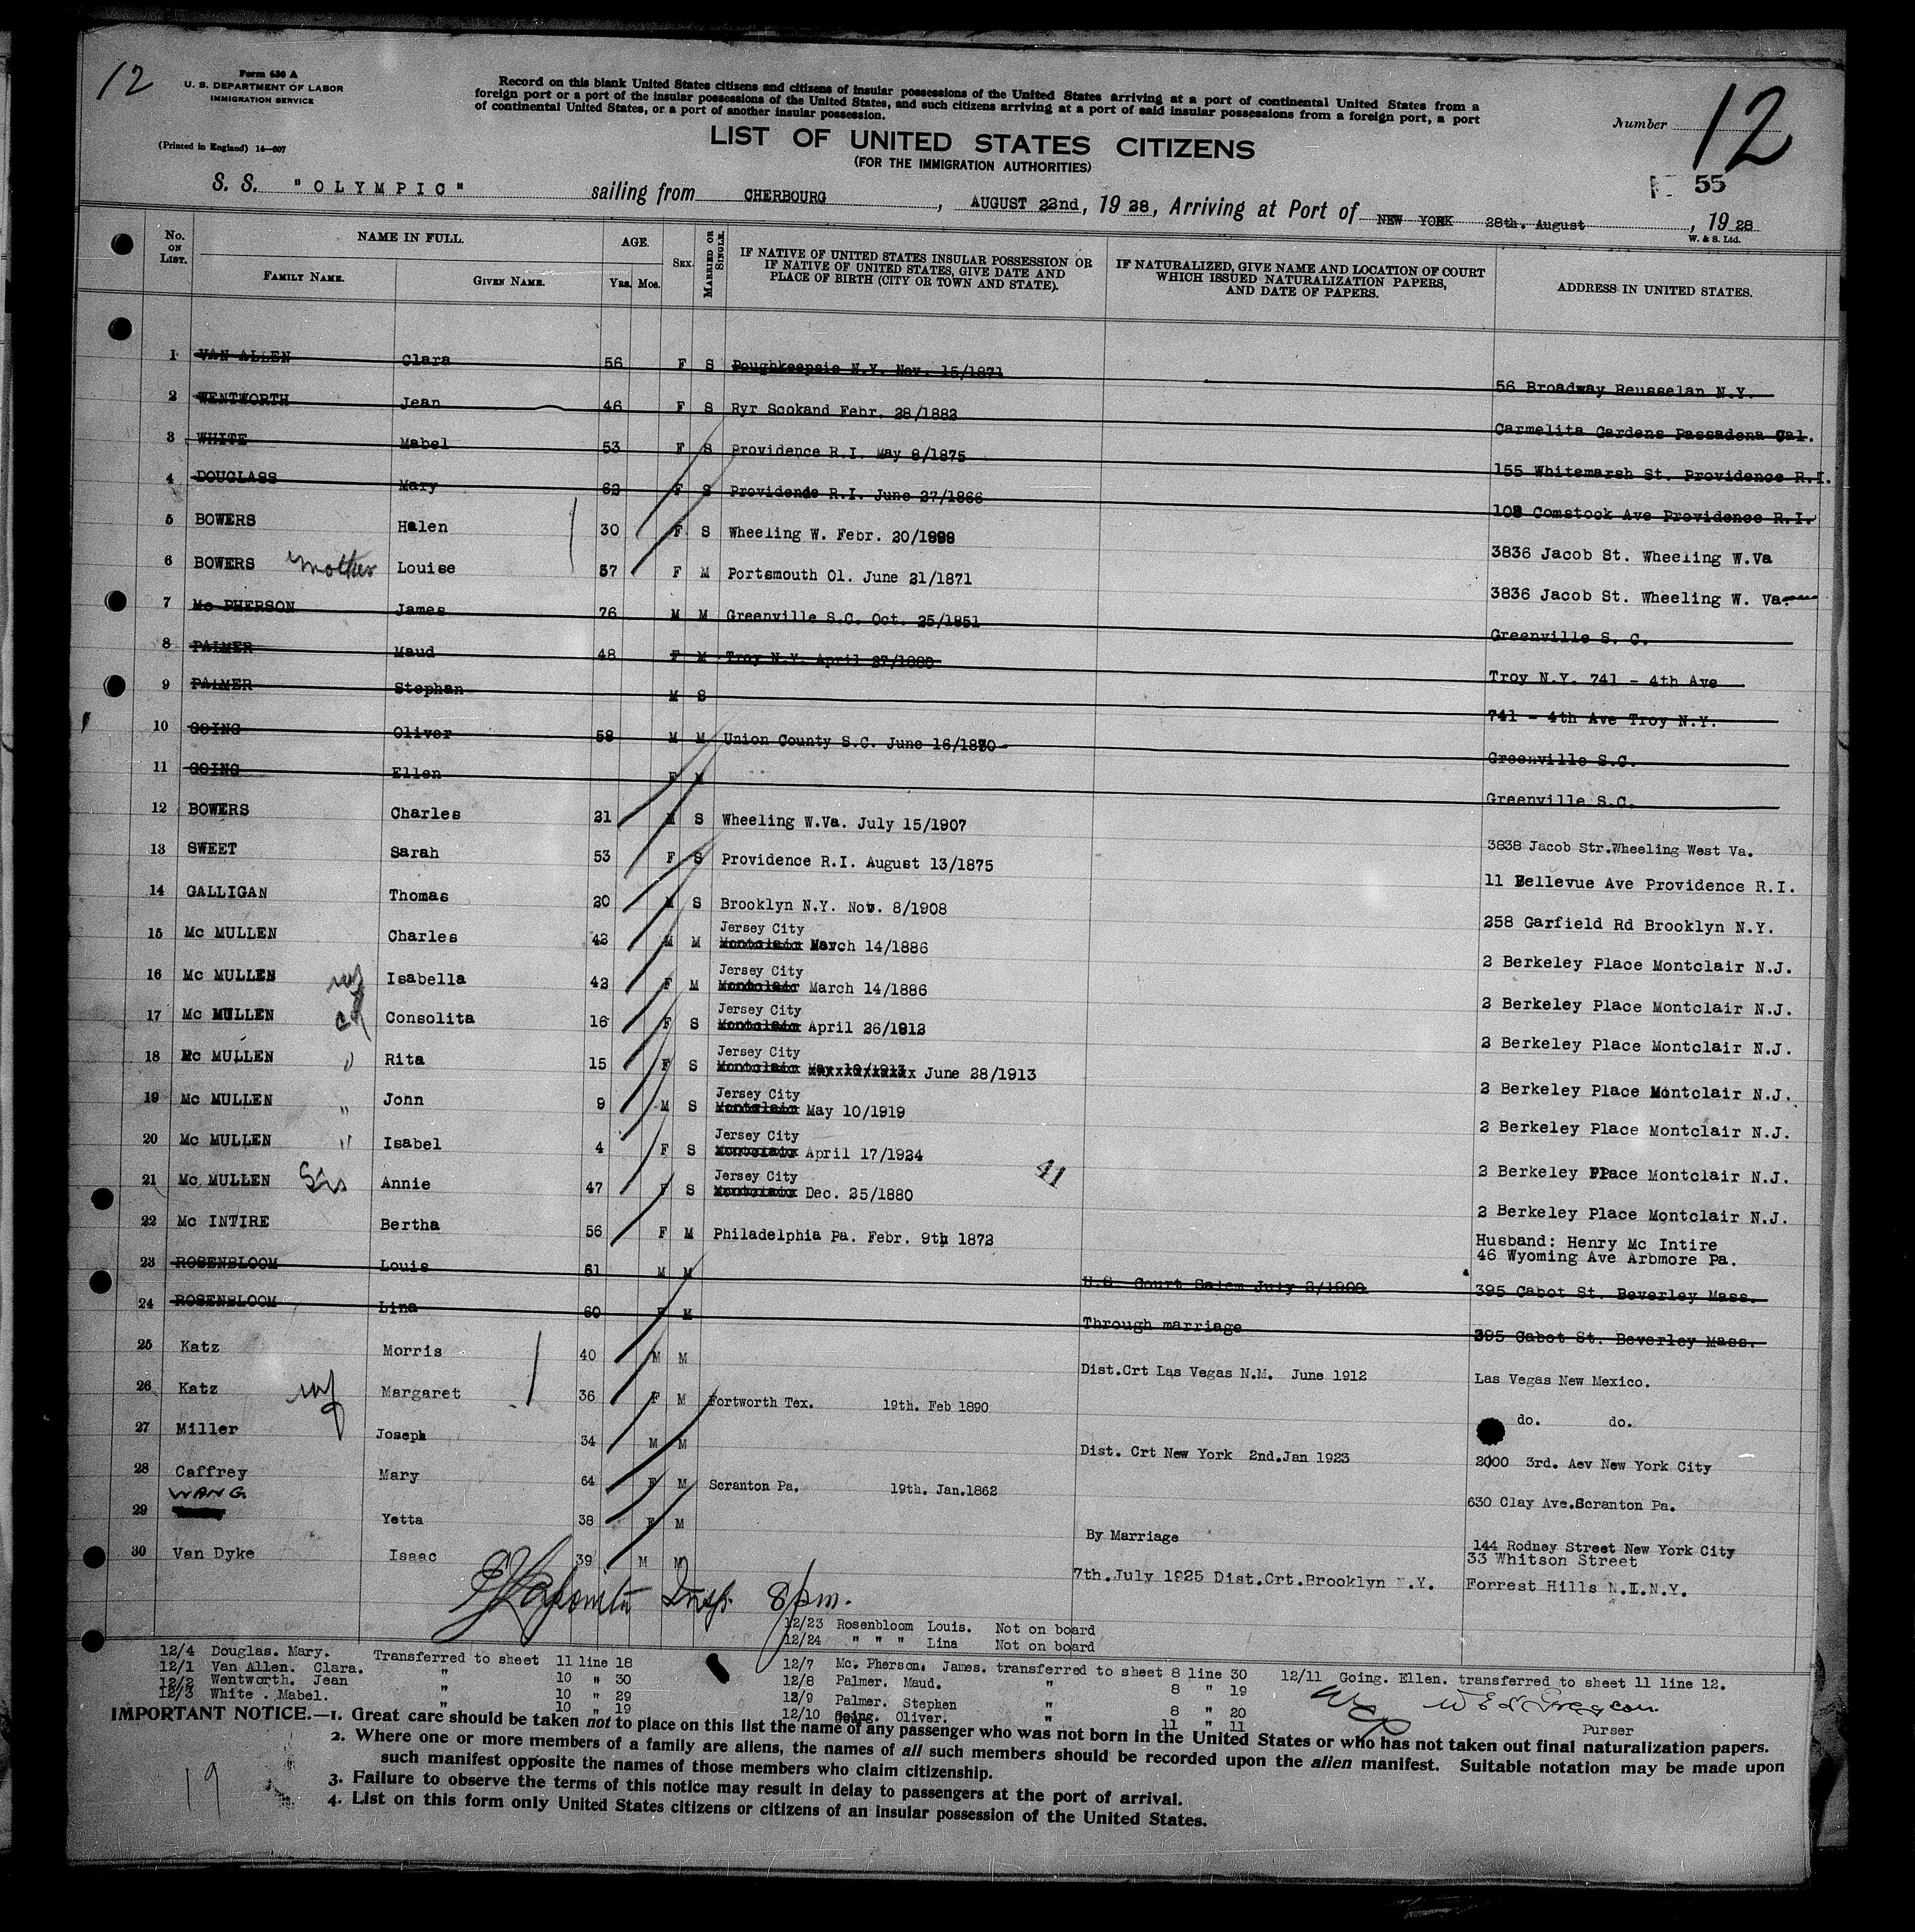 12
Form 630 A
U. S. DEPARTMENT OF LABOR
IMMIGRATION SERVICE
(Printed in England) 14—607
Record on this blank United States citizens and citizens of insular possessions of the United States arriving at a port of continental United States from a
foreign port or a port of the insular possessions of the United States, and such citizens arriving at a port of said insular possessions from a foreign port, a port
of continental United States, or a port of another insular possession.
LIST OF UNITED STATES CITIZENS
(FOR THE IMMIGRATION AUTHORITIES)
Number 12
55
S. S. "OLYMPIC" sailing from CHERBOURG, AUGUST 22nd, 1928, Arriving at Port of NEW YORK 28th. August, 1928
W. & S. Ltd.
No. ON LIST. NAME IN FULL. FAMILY NAME. GIVEN NAME. AGE. Yrs. Mos. SEX. MARRIED OR SINGLE. IF NATIVE OF UNITED STATES INSULAR POSSESSION OR IF NATIVE OF UNITED STATES, GIVE DATE AND PLACE OF BIRTH (CITY OR TOWN AND STATE). IF NATURALIZED, GIVE NAME AND LOCATION OF COURT WHICH ISSUED NATURALIZATION PAPERS, AND DATE OF PAPERS. ADDRESS IN UNITED STATES.
1 VAN ALLEN Clara 56 F S Poughkeepsie N.Y. Nov. 15/1871 56 Broadway Reusselan N.Y.
2 WENTWORTH Jean 46 F S Ryr Scokand Febr. 28/1882 Carmelita Gardens Passadena Cal.
3 WHITE Mabel 53 F S Providence R.I. May 8/1875 155 Whitemarsh St. Providence R.I.
4 DOUGLASS Mary 62 F S Providence R.I. June 27/1866 108 Comstock Ave Providence R.I.
5 BOWERS Helen 30 F S Wheeling W. Febr. 20/1898 3836 Jacob St. Wheeling W.Va
6 BOWERS mother Louise 57 F M Portsmouth Ol. June 21/1871 3836 Jacob St. Wheeling W. Va.
7 Mc PHERSON James 76 M M Greenville S.C. Oct. 25/1851 Greenville S. C.
8 PALMER Maud 48 F M Troy N.Y. April 27/1880 Troy N.Y. 741 - 4th Ave
9 PALMER Stephan M S 741 - 4th Ave Troy N.Y.
10 GOING Oliver 58 M M Union County S.C. June 16/1870 Greenville S.C.
11 GOING Ellen F M Greenville S.C.
12 BOWERS Charles 21 M S Wheeling W.Va. July 15/1907 3838 Jacob Str.Wheeling West Va.
13 SWEET Sarah 53 F S Providence R.I. August 13/1875 11 Bellevue Ave Providence R.I.
14 GALLIGAN Thomas 20 M S Brooklyn N.Y. Nov. 8/1908 258 Garfield Rd Brooklyn N.Y.
15 Mc MULLEN Charles 42 M M Jersey City Montclair March 14/1886 2 Berkeley Place Montclair N.J.
16 Mc MULLEN wf Isabella 42 F M Jersey City Montclair March 14/1886 2 Berkeley Place Montclair N.J.
17 Mc MULLEN Consolita 16 F S Jersey City Montclair April 26/1912 2 Berkeley Place Montclair N.J.
18 Mc MULLEN " Rita 15 F S Jersey City Montclair May 10/1913 June 28/1913 2 Berkeley Place Montclair N.J.
19 Mc MULLEN " John 9 M S Jersey City Montclair May 10/1919 2 Berkeley Place Montclair N.J.
20 Mc MULLEN " Isabel 4 F S Jersey City Montclair April 17/1924 2 Berkeley Place Montclair N.J.
21 Mc MULLEN Sis Annie 47 F S Jersey City Montclair Dec. 25/1880 41 2 Berkeley Place Montclair N.J.
22 Mc INTIRE Bertha 56 F M Philadelphia Pa. Febr. 9th 1872 Husband: Henry Mc Intire
46 Wyoming Ave Arbmore Pa.
23 ROSENBLOOM Louis 61 M M U.S. Court Salem July 2/1900 395 Cabot St. Beverley Mass.
24 ROSENBLOOM Lina 60 F M Through marriage 395 Cabot St. Beverley Mass.
25 Katz Morris 40 M M Dist.Crt Las Vegas N.M. June 1912 Las Vegas New Mexico.
26 Katz wf Margaret 36 F M Fortworth Tex. 19th. Feb 1890 do. do.
27 Miller Joseph 34 M M Dist. Crt New York 2nd.Jan 1923 2000 3rd. Aev New York City
28 Caffrey Mary 64 F M Scranton Pa. 19th. Jan.1862 630 Clay Ave.Scranton Pa.
29 WANG Yetta 38 F M By Marriage 144 Rodney Street New York City
30 Van Dyke Isaac 39 M M 7th.July 1925 Dist.Crt.Brooklyn N.Y. 33 Whitson Street
Forrest Hills N.I.N.Y.
Insp. 8pm.
12/23 Rosenbloom Louis. Not on board
12/24 " " " Lina Not on board
12/4 Douglas. Mary. Transferred to sheet 11 line 18
12/1 Van Allen. Clara. " 10 " 30
12/2 Wentworth. Jean " 10 " 29
12/3 White . Mabel. " 10 " 19
12/7 Mc. Pherson. James. transferred to sheet 8 line 30
12/8 Palmer. Maud. " 8 " 19
12/9 Palmer. Stephen " 8 " 20
12/10 Going. Oliver. " 11 " 11
12/11 Going. Ellen. transferred to sheet 11 line 12.
Purser
IMPORTANT NOTICE.—1. Great care should be taken not to place on this list the name of any passenger who was not born in the United States or who has not taken out final naturalization papers.
2. Where one or more members of a family are aliens, the names of all such members should be recorded upon the alien manifest. Suitable notation may be made upon
such manifest opposite the names of those members who claim citizenship.
3. Failure to observe the terms of this notice may result in delay to passengers at the port of arrival.
4. List on this form only United States citizens or citizens of an insular possession of the United States.
19